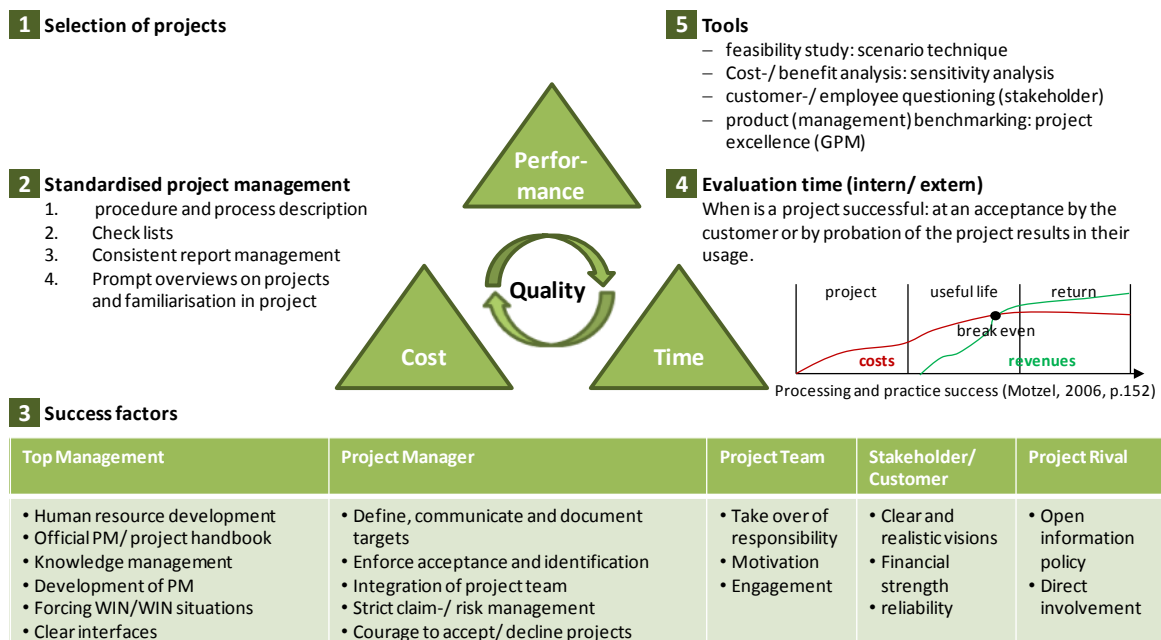 1 Selection of projects
5 Tools
– feasibility study: scenario technique
– Cost-/ benefit analysis: sensitivity analysis
– customer-/ employee questioning (stakeholder)
– product (management) benchmarking: project
excellence (GPM)
Perfor-
mance
2 Standardised project management
1. procedure and process description
2. Check lists
3. Consistent report management
4. Prompt overviews on projects
and familiarisation in project
Quality
Cost
Time
4 Evaluation time (intern/ extern)
When is a project successful: at an acceptance by the
customer or by probation of the project results in their
usage.
project useful life return
break even
costs revenues
Processing and practice success (Motzel, 2006, p.152)
3 Success factors
Top Management
• Human resource development
• Official PM/ project handbook
• Knowledge management
• Development of PM
• Forcing WIN/WIN situations
• Clear interfaces
Project Manager
• Define, communicate and document
targets
• Enforce acceptance and identification
• Integration of project team
• Strict claim-/ risk management
• Courage to accept/ decline projects
Project Team
• Take over of
responsibility
• Motivation
• Engagement
Stakeholder/
Customer
• Clear and
realistic visions
• Financial
strength
• reliability
Project Rival
• Open
information
policy
• Direct
involvement